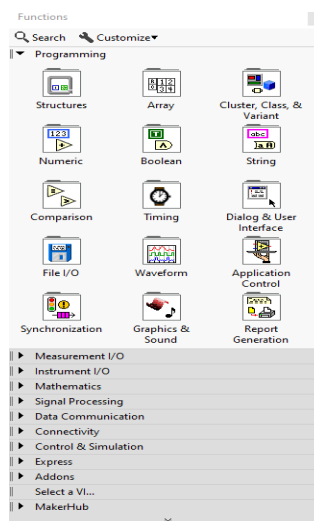 Functions
Search Customize▾
Programming
Structures Array Cluster, Class, &
Variant
Numeric Boolean String
Comparison Timing Dialog & User
Interface
File I/O Waveform Application
Control
Synchronization Graphics & Report
Sound Generation
Measurement I/O
Instrument I/O
Mathematics
Signal Processing
Data Communication
Connectivity
Control & Simulation
Express
Addons
Select a VI...
MakerHub